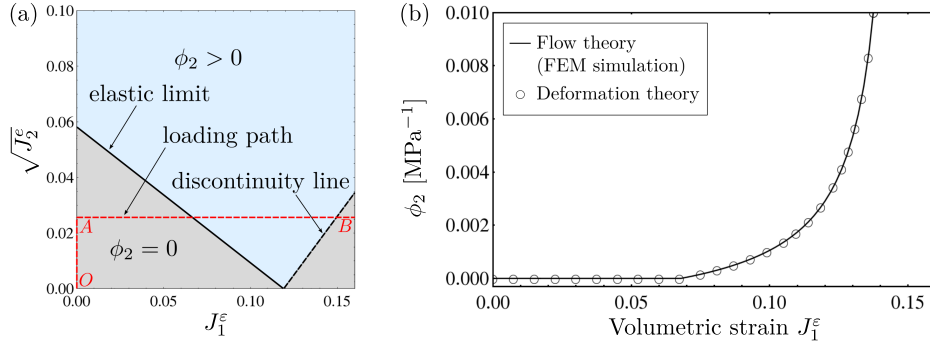 (a)
ϕ₂ > 0
elastic limit
loading path
discontinuity line
A
B
ϕ₂ = 0
O
0.10
0.08
0.06
0.04
0.02
0.00
√J₂ᵉ
0.00
0.05
0.10
0.15
J₁ᵋ
(b)
Flow theory
(FEM simulation)
Deformation theory
0.010
0.008
0.006
0.004
0.002
0.000
ϕ₂ [MPa⁻¹]
0.00
0.05
0.10
0.15
Volumetric strain J₁ᵋ